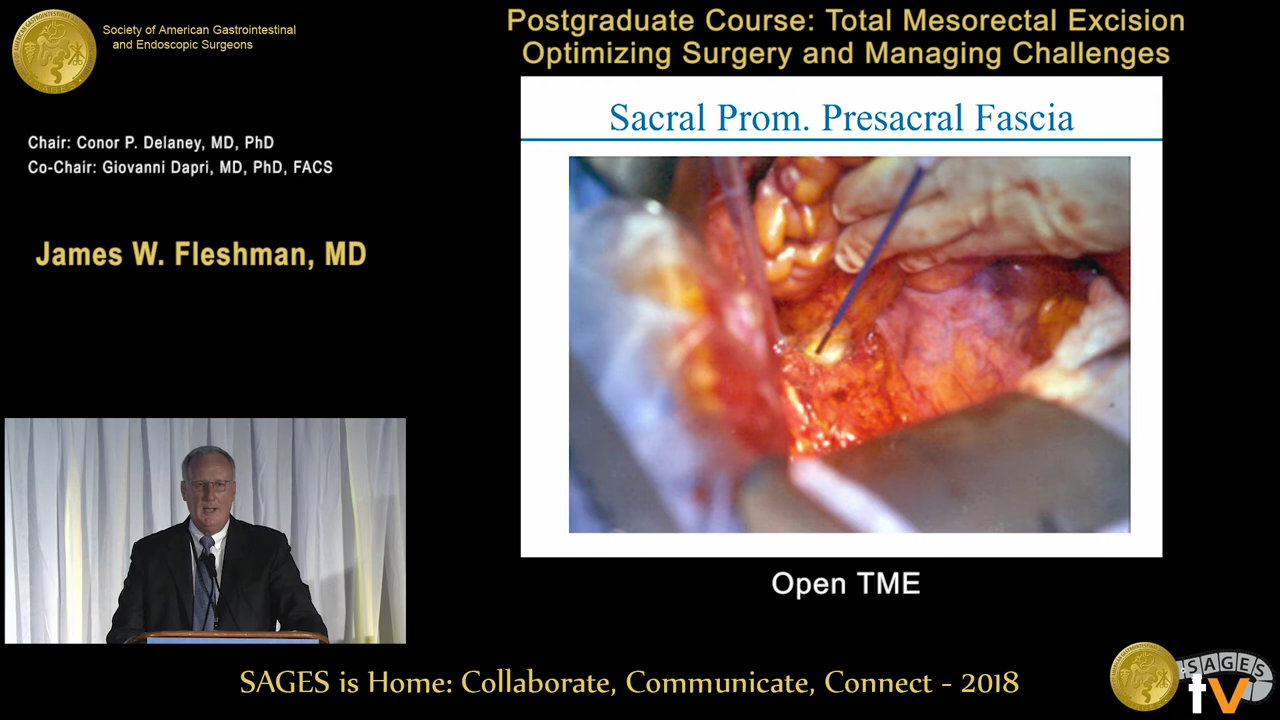 Society of American Gastrointestinal
and Endoscopic Surgeons
Postgraduate Course: Total Mesorectal Excision
Optimizing Surgery and Managing Challenges
Chair: Conor P. Delaney, MD, PhD
Co-Chair: Giovanni Dapri, MD, PhD, FACS
James W. Fleshman, MD
Sacral Prom. Presacral Fascia
Open TME
SAGES is Home: Collaborate, Communicate, Connect - 2018
SAGES
tv